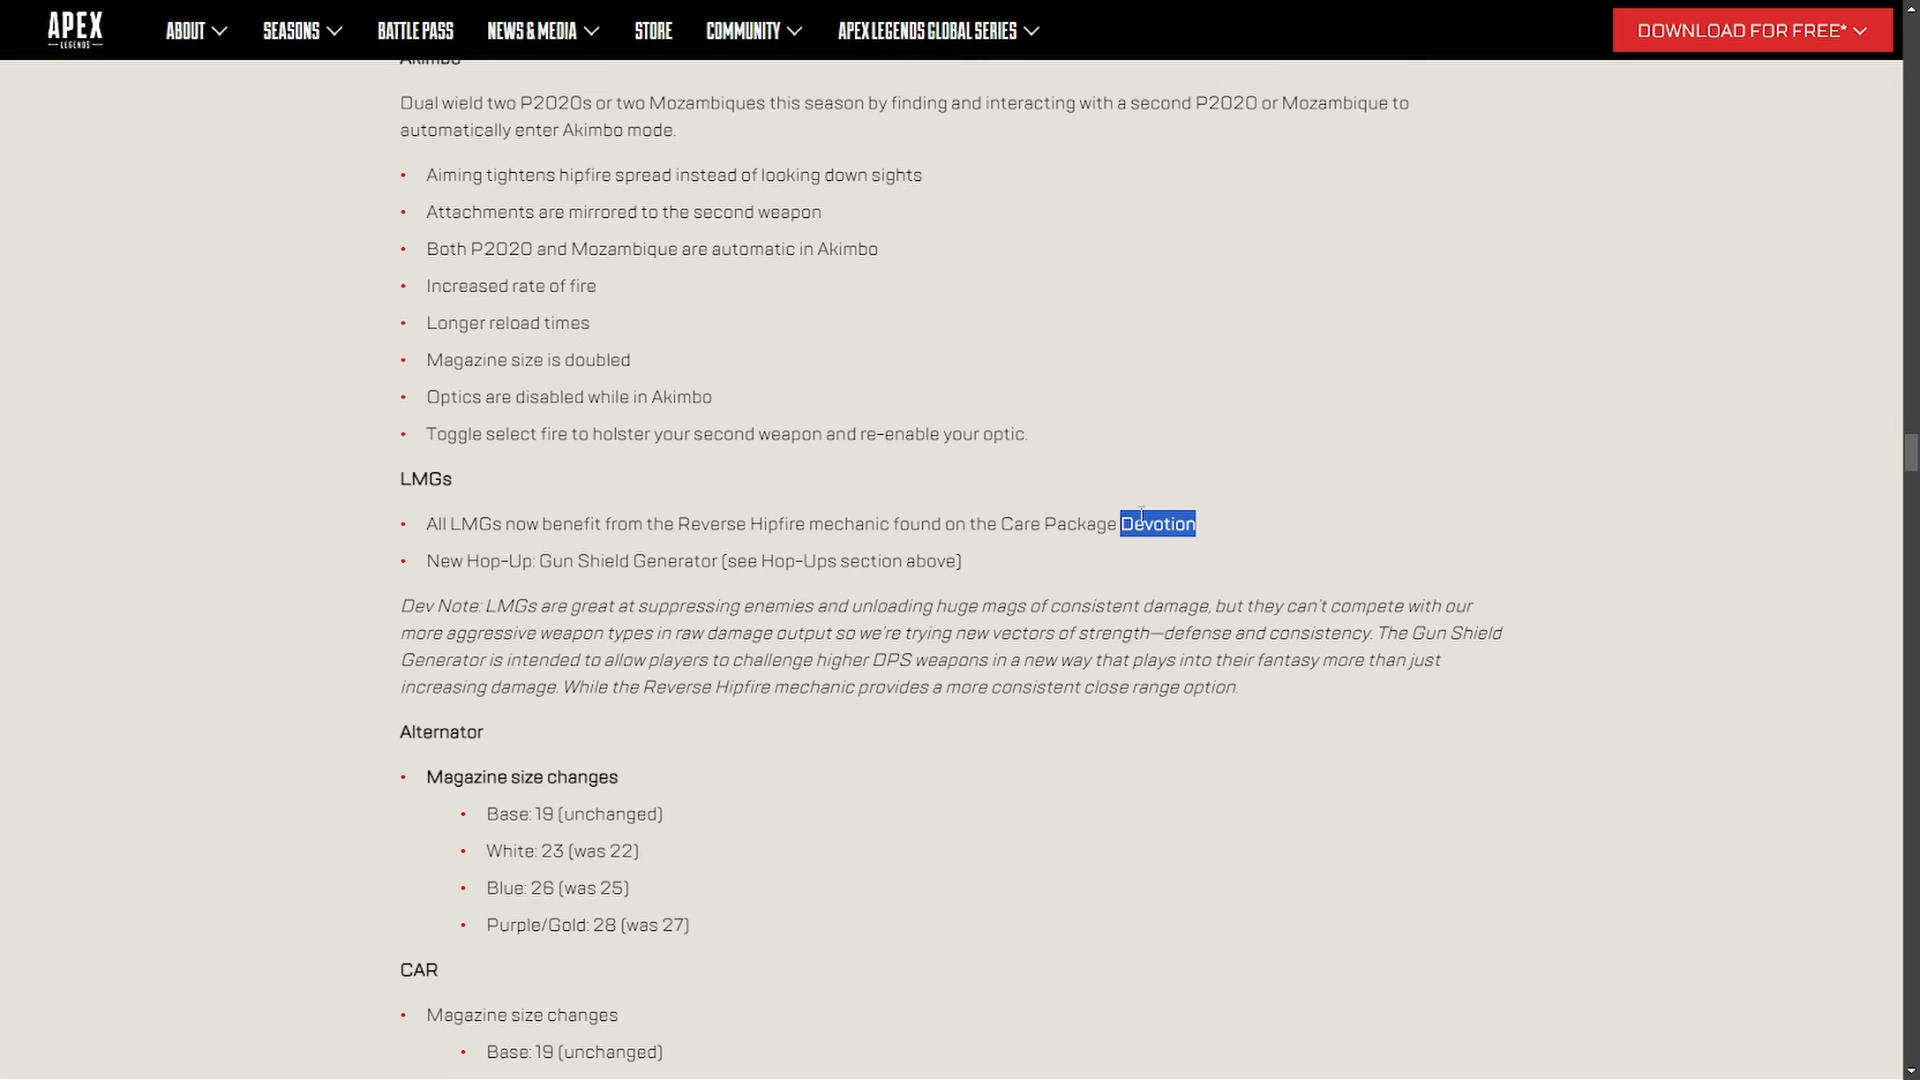 APEX
LEGENDS
ABOUT
SEASONS
BATTLE PASS
NEWS & MEDIA
STORE
COMMUNITY
APEX LEGENDS GLOBAL SERIES
DOWNLOAD FOR FREE*
Akimbo
Dual wield two P2020s or two Mozambiques this season by finding and interacting with a second P2020 or Mozambique to
automatically enter Akimbo mode.
• Aiming tightens hipfire spread instead of looking down sights
• Attachments are mirrored to the second weapon
• Both P2020 and Mozambique are automatic in Akimbo
• Increased rate of fire
• Longer reload times
• Magazine size is doubled
• Optics are disabled while in Akimbo
• Toggle select fire to holster your second weapon and re-enable your optic.
LMGs
• All LMGs now benefit from the Reverse Hipfire mechanic found on the Care Package Devotion
• New Hop-Up: Gun Shield Generator (see Hop-Ups section above)
Dev Note: LMGs are great at suppressing enemies and unloading huge mags of consistent damage, but they can't compete with our
more aggressive weapon types in raw damage output so we're trying new vectors of strength—defense and consistency. The Gun Shield
Generator is intended to allow players to challenge higher DPS weapons in a new way that plays into their fantasy more than just
increasing damage. While the Reverse Hipfire mechanic provides a more consistent close range option.
Alternator
• Magazine size changes
• Base: 19 (unchanged)
• White: 23 (was 22)
• Blue: 26 (was 25)
• Purple/Gold: 28 (was 27)
CAR
• Magazine size changes
• Base: 19 (unchanged)